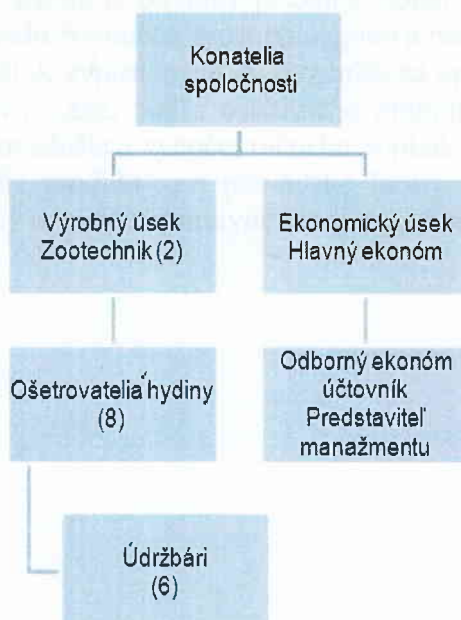 Konatelia
spoločnosti
Výrobný úsek
Zootechnik (2)
Ekonomický úsek
Hlavný ekonóm
Ošetrovatelia hydiny
(8)
Odborný ekonóm
účtovník
Predstaviteľ
manažmentu
Údržbári
(6)